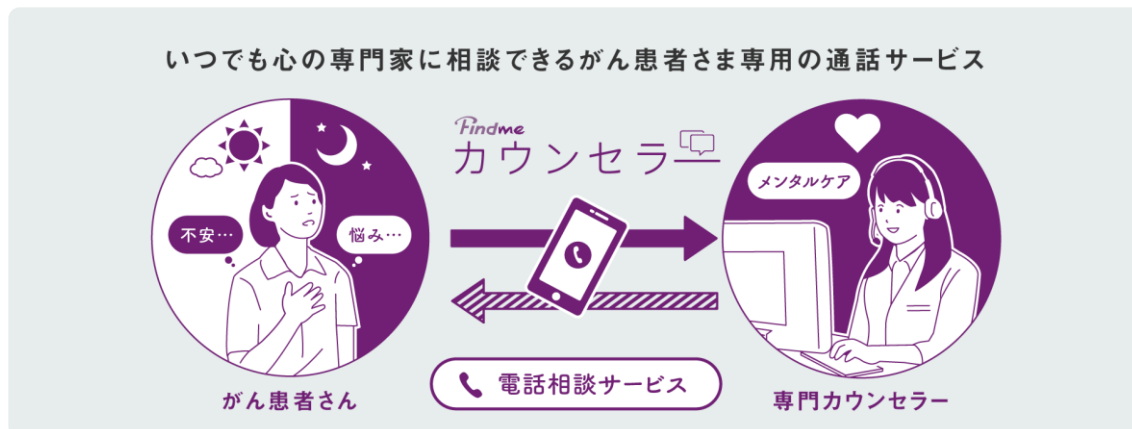 いつでも心の専門家に相談できるがん患者さま専用の通話サービス
Findme
カウンセラー
メンタルケア
不安…
悩み…
電話相談サービス
がん患者さん
専門カウンセラー